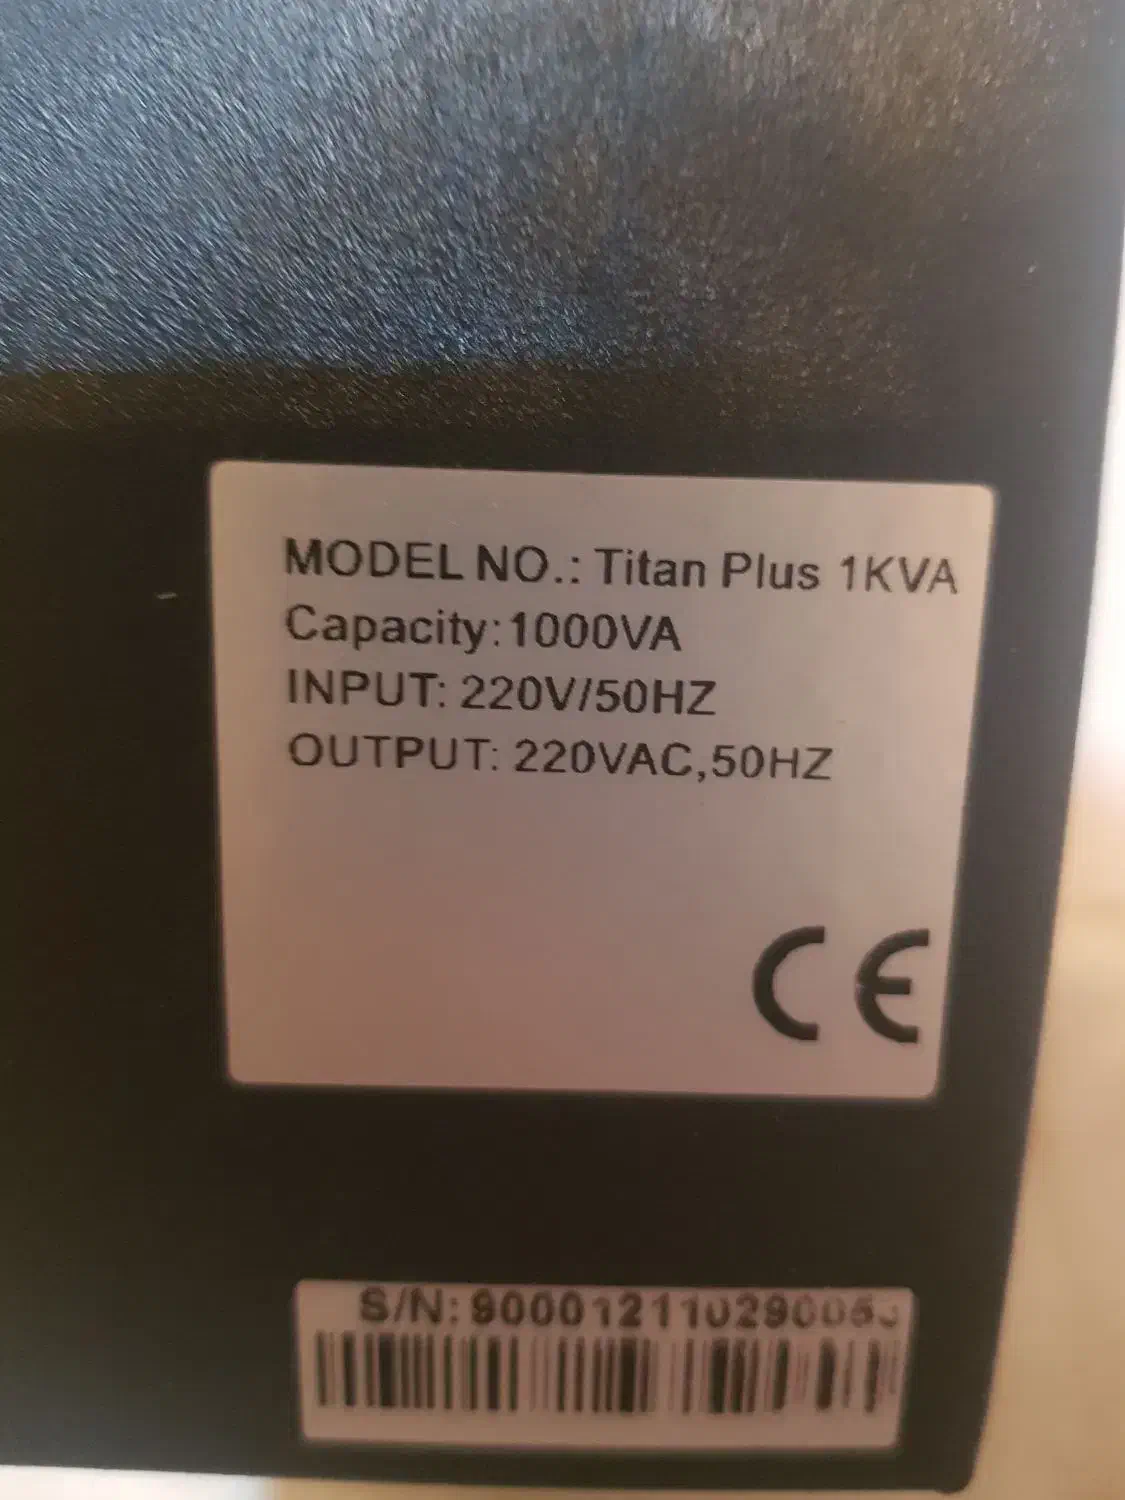 MODEL NO.: Titan Plus 1KVA
Capacity:1000VA
INPUT: 220V/50HZ
OUTPUT: 220VAC,50HZ
CE
S/N: